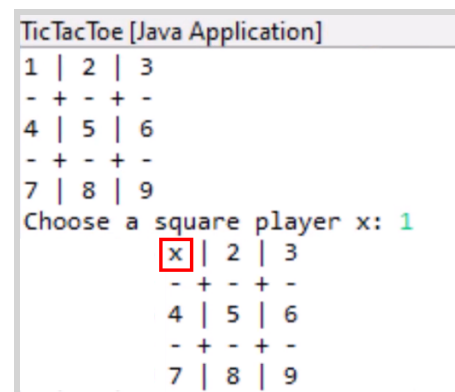 TicTacToe [Java Application]
1 | 2 | 3
- + - + -
4 | 5 | 6
- + - + -
7 | 8 | 9
Choose a square player x: 1
x | 2 | 3
- + - + -
4 | 5 | 6
- + - + -
7 | 8 | 9